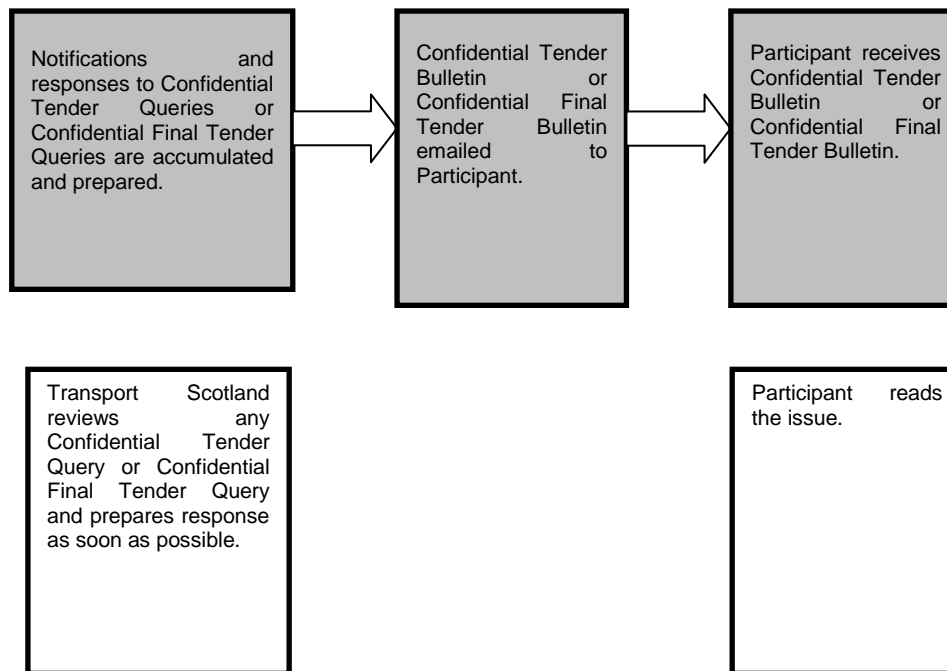 Notifications and
responses to Confidential
Tender Queries or
Confidential Final Tender
Queries are accumulated
and prepared.
Confidential Tender
Bulletin or
Confidential Final
Tender Bulletin
emailed to
Participant.
Participant receives
Confidential Tender
Bulletin or
Confidential Final
Tender Bulletin.
Transport Scotland
reviews any
Confidential Tender
Query or Confidential
Final Tender Query
and prepares response
as soon as possible.
Participant reads
the issue.